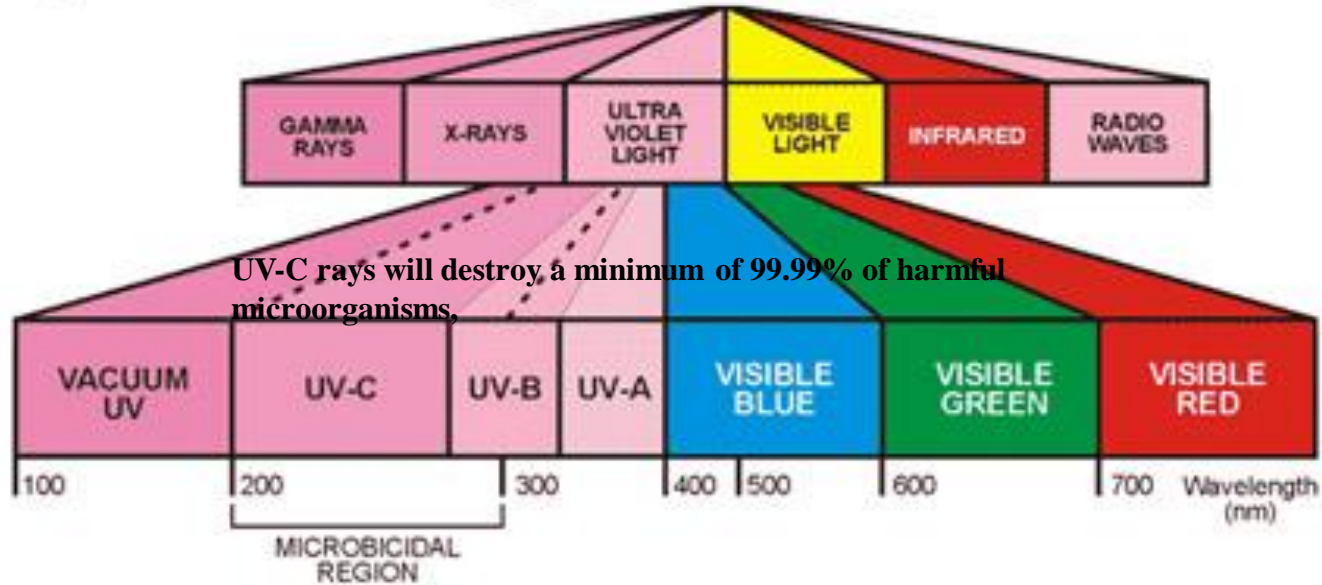 GAMMA
RAYS
X-RAYS
ULTRA
VIOLET
LIGHT
VISIBLE
LIGHT
INFRARED
RADIO
WAVES
UV-C rays will destroy a minimum of 99.99% of harmful
microorganisms,
VACUUM
UV
UV-C
UV-B
UV-A
VISIBLE
BLUE
VISIBLE
GREEN
VISIBLE
RED
100 200 300 400 500 600 700 Wavelength
(nm)
MICROBICIDAL
REGION